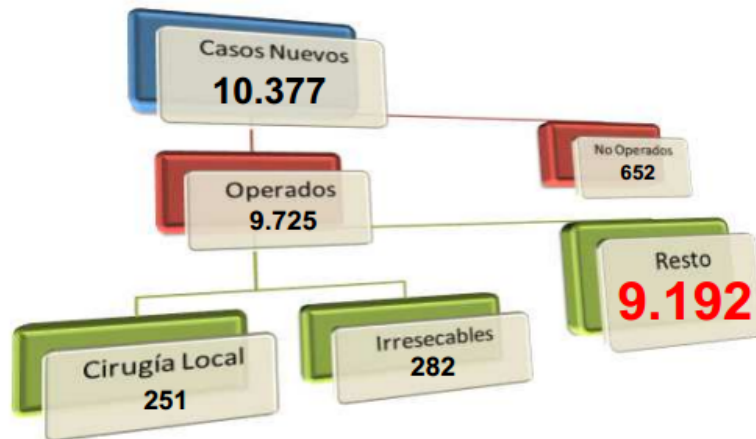 Casos Nuevos
10.377
No Operados
652
Operados
9.725
Resto
9.192
Cirugía Local
251
Irresecables
282